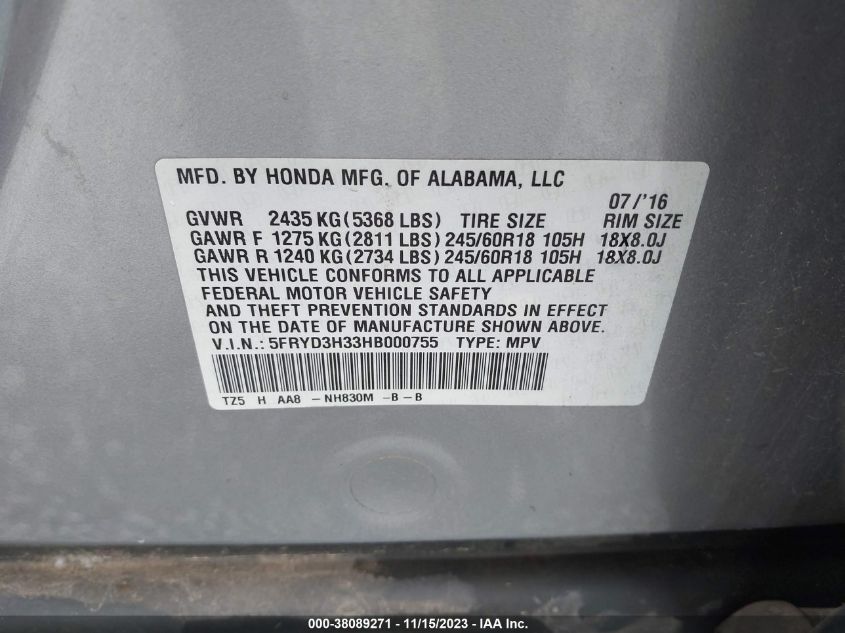 MFD. BY HONDA MFG. OF ALABAMA, LLC
07/'16
GVWR 2435 KG(5368 LBS) TIRE SIZE RIM SIZE
GAWR F 1275 KG(2811 LBS) 245/60R18 105H 18X8.0J
GAWR R 1240 KG(2734 LBS) 245/60R18 105H 18X8.0J
THIS VEHICLE CONFORMS TO ALL APPLICABLE
FEDERAL MOTOR VEHICLE SAFETY
AND THEFT PREVENTION STANDARDS IN EFFECT
ON THE DATE OF MANUFACTURE SHOWN ABOVE.
V.I.N.: 5FRYD3H33HB000755 TYPE: MPV
TZ5 H AA8 - NH830M -B-B
000-38089271 - 11/15/2023 - IAA Inc.